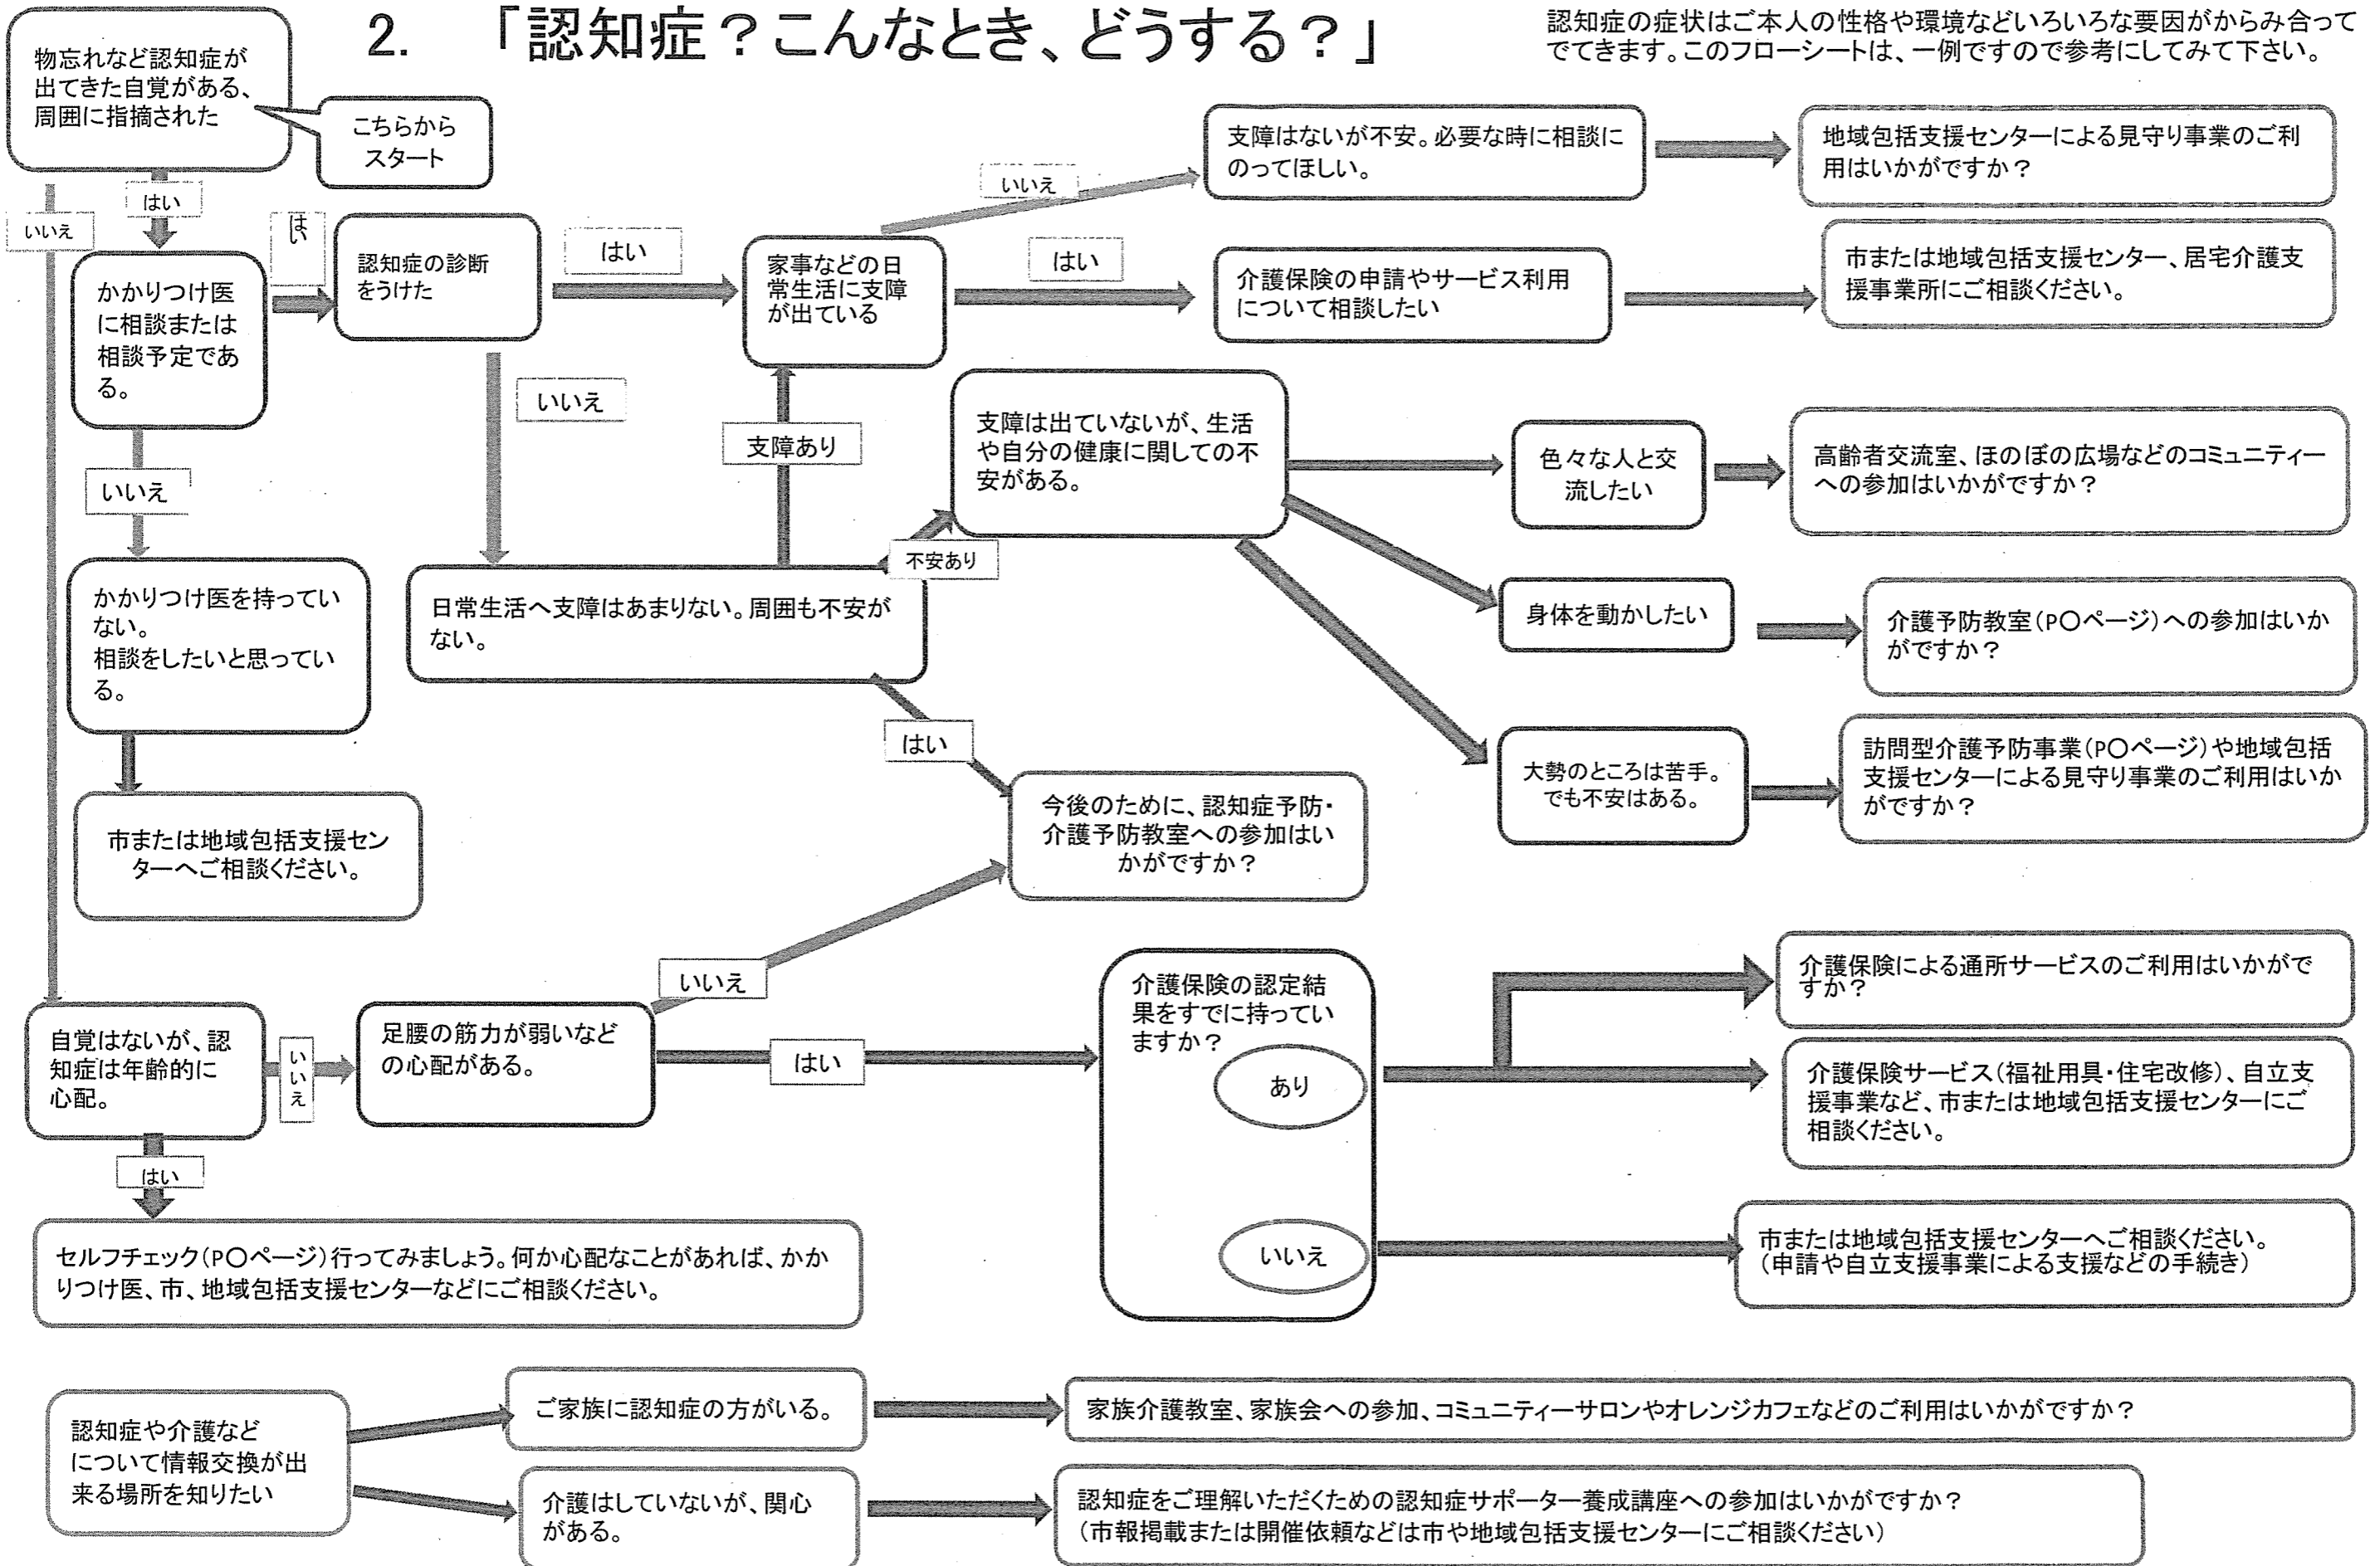 2. 「認知症？こんなとき、どうする？」
認知症の症状はご本人の性格や環境などいろいろな要因がからみ合って
でてきます。このフローシートは、一例ですので参考にしてみて下さい。
物忘れなど認知症が
出てきた自覚がある、
周囲に指摘された
こちらから
スタート
はい
いいえ
かかりつけ医
に相談または
相談予定であ
る。
はい
認知症の診断
をうけた
はい
家事などの日
常生活に支障
が出ている
いいえ
支障はないが不安。必要な時に相談に
のってほしい。
地域包括支援センターによる見守り事業のご利
用はいかがですか？
はい
介護保険の申請やサービス利用
について相談したい
市または地域包括支援センター、居宅介護支
援事業所にご相談ください。
いいえ
いいえ
支障あり
支障は出ていないが、生活
や自分の健康に関しての不
安がある。
色々な人と交
流したい
高齢者交流室、ほのぼの広場などのコミュニティー
への参加はいかがですか？
不安あり
かかりつけ医を持ってい
ない。
相談をしたいと思ってい
る。
日常生活へ支障はあまりない。周囲も不安が
ない。
身体を動かしたい
介護予防教室（P〇ページ）への参加はいか
がですか？
はい
大勢のところは苦手。
でも不安はある。
訪問型介護予防事業（P〇ページ）や地域包括
支援センターによる見守り事業のご利用はいか
がですか？
市または地域包括支援セン
ターへご相談ください。
今後のために、認知症予防・
介護予防教室への参加はい
かがですか？
いいえ
自覚はないが、認
知症は年齢的に
心配。
いいえ
足腰の筋力が弱いなど
の心配がある。
はい
介護保険の認定結
果をすでに持ってい
ますか？
あり
いいえ
介護保険による通所サービスのご利用はいかがで
すか？
介護保険サービス（福祉用具・住宅改修）、自立支
援事業など、市または地域包括支援センターにご
相談ください。
市または地域包括支援センターへご相談ください。
（申請や自立支援事業による支援などの手続き）
はい
セルフチェック（P〇ページ）行ってみましょう。何か心配なことがあれば、かか
りつけ医、市、地域包括支援センターなどにご相談ください。
認知症や介護など
について情報交換が出
来る場所を知りたい
ご家族に認知症の方がいる。
家族介護教室、家族会への参加、コミュニティーサロンやオレンジカフェなどのご利用はいかがですか？
介護はしていないが、関心
がある。
認知症をご理解いただくための認知症サポーター養成講座への参加はいかがですか？
（市報掲載または開催依頼などは市や地域包括支援センターにご相談ください）